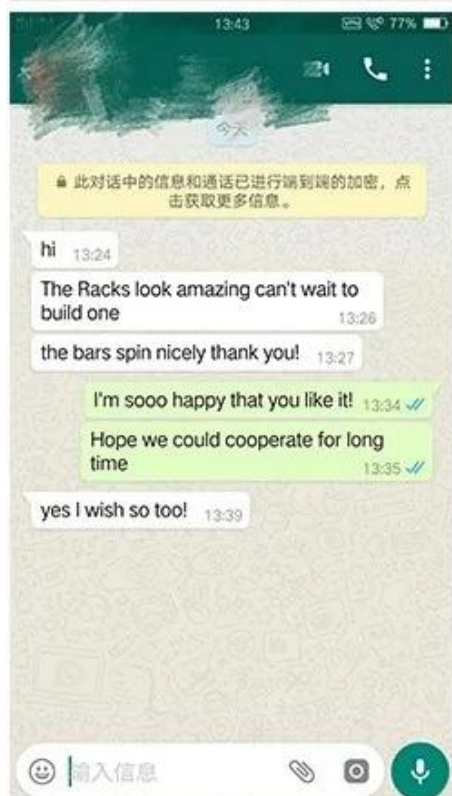 13:43
77%
今天
此对话中的信息和通话已进行端到端的加密，点
击获取更多信息。
hi 13:24
The Racks look amazing can't wait to
build one 13:26
the bars spin nicely thank you! 13:27
I'm sooo happy that you like it! 13:34
Hope we could cooperate for long
time 13:35
yes I wish so too! 13:39
输入信息